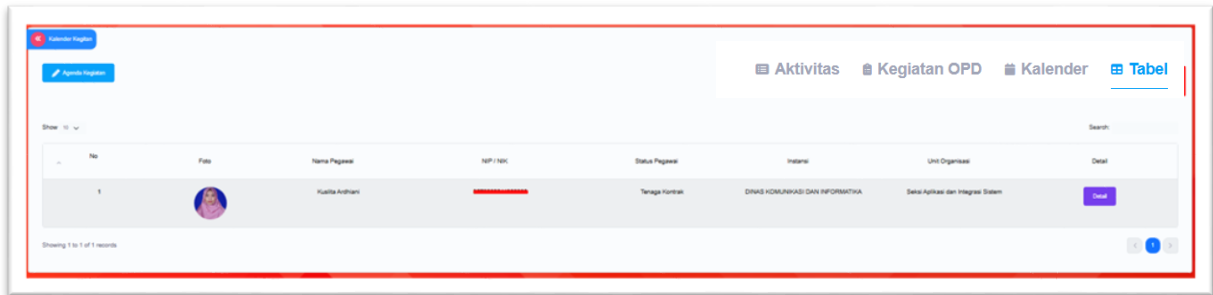 Kalender Kegitan
Agenda Kegiatan
Aktivitas Kegiatan OPD Kalender Tabel
Show 10 Search:
No Foto Nama Pegawai NIP / NIK Status Pegawai Instansi Unit Organisasi Detail
1 Kusilta Ardhiani Tenaga Kontrak DINAS KOMUNIKASI DAN INFORMATIKA Seksi Aplikasi dan Integrasi Sistem Detail
Showing 1 to 1 of 1 records
1